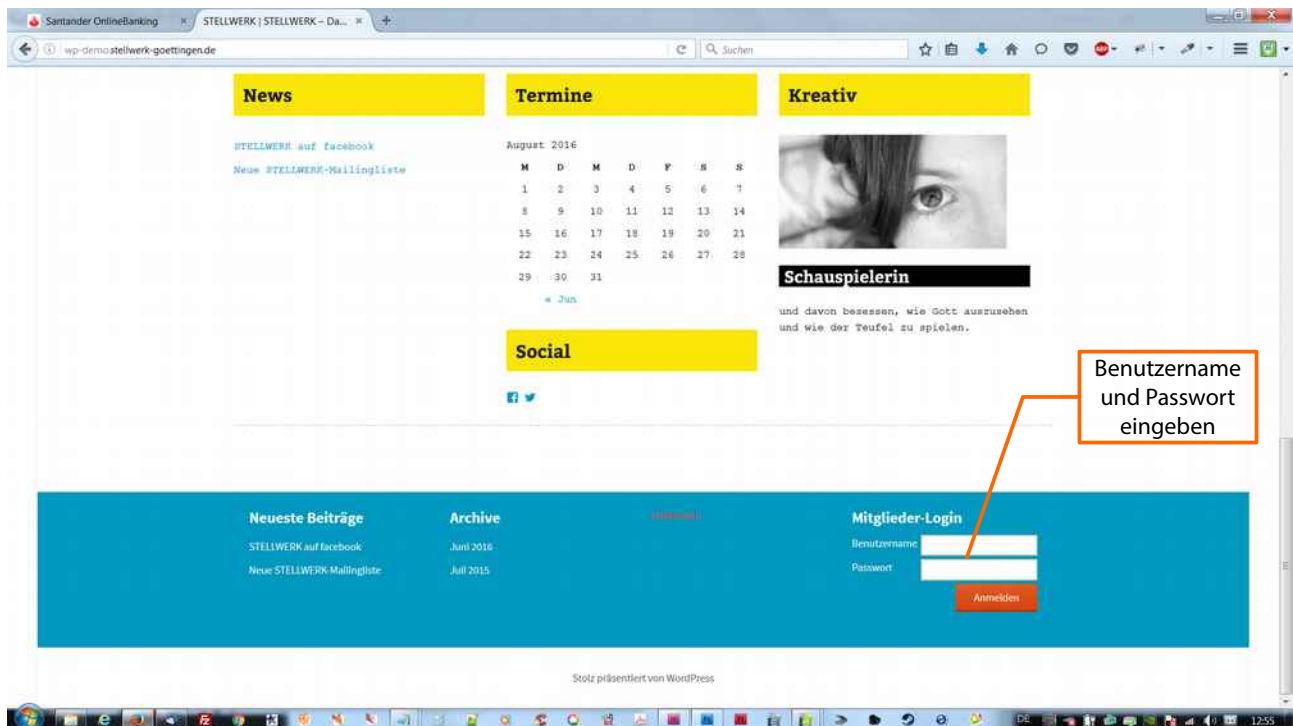 Santander OnlineBanking
STELLWERK | STELLWERK – Da...
wp-demo.stellwerk-goettingen.de
Suchen
News
STELLWERK auf facebook
Neue STELLWERK-Mailingliste
Termine
August 2016
M D M D F S S
1 2 3 4 5 6 7
8 9 10 11 12 13 14
15 16 17 18 19 20 21
22 23 24 25 26 27 28
29 30 31
« Jun
Social
Kreativ
Schauspielerin
und davon besessen, wie Gott auszusehen
und wie der Teufel zu spielen.
Benutzername
und Passwort
eingeben
Neueste Beiträge
STELLWERK auf facebook
Neue STELLWERK-Mailingliste
Archive
Juni 2016
Juli 2015
Mitglieder-Login
Benutzername
Passwort
Anmelden
Stolz präsentiert von WordPress
DE
12:55